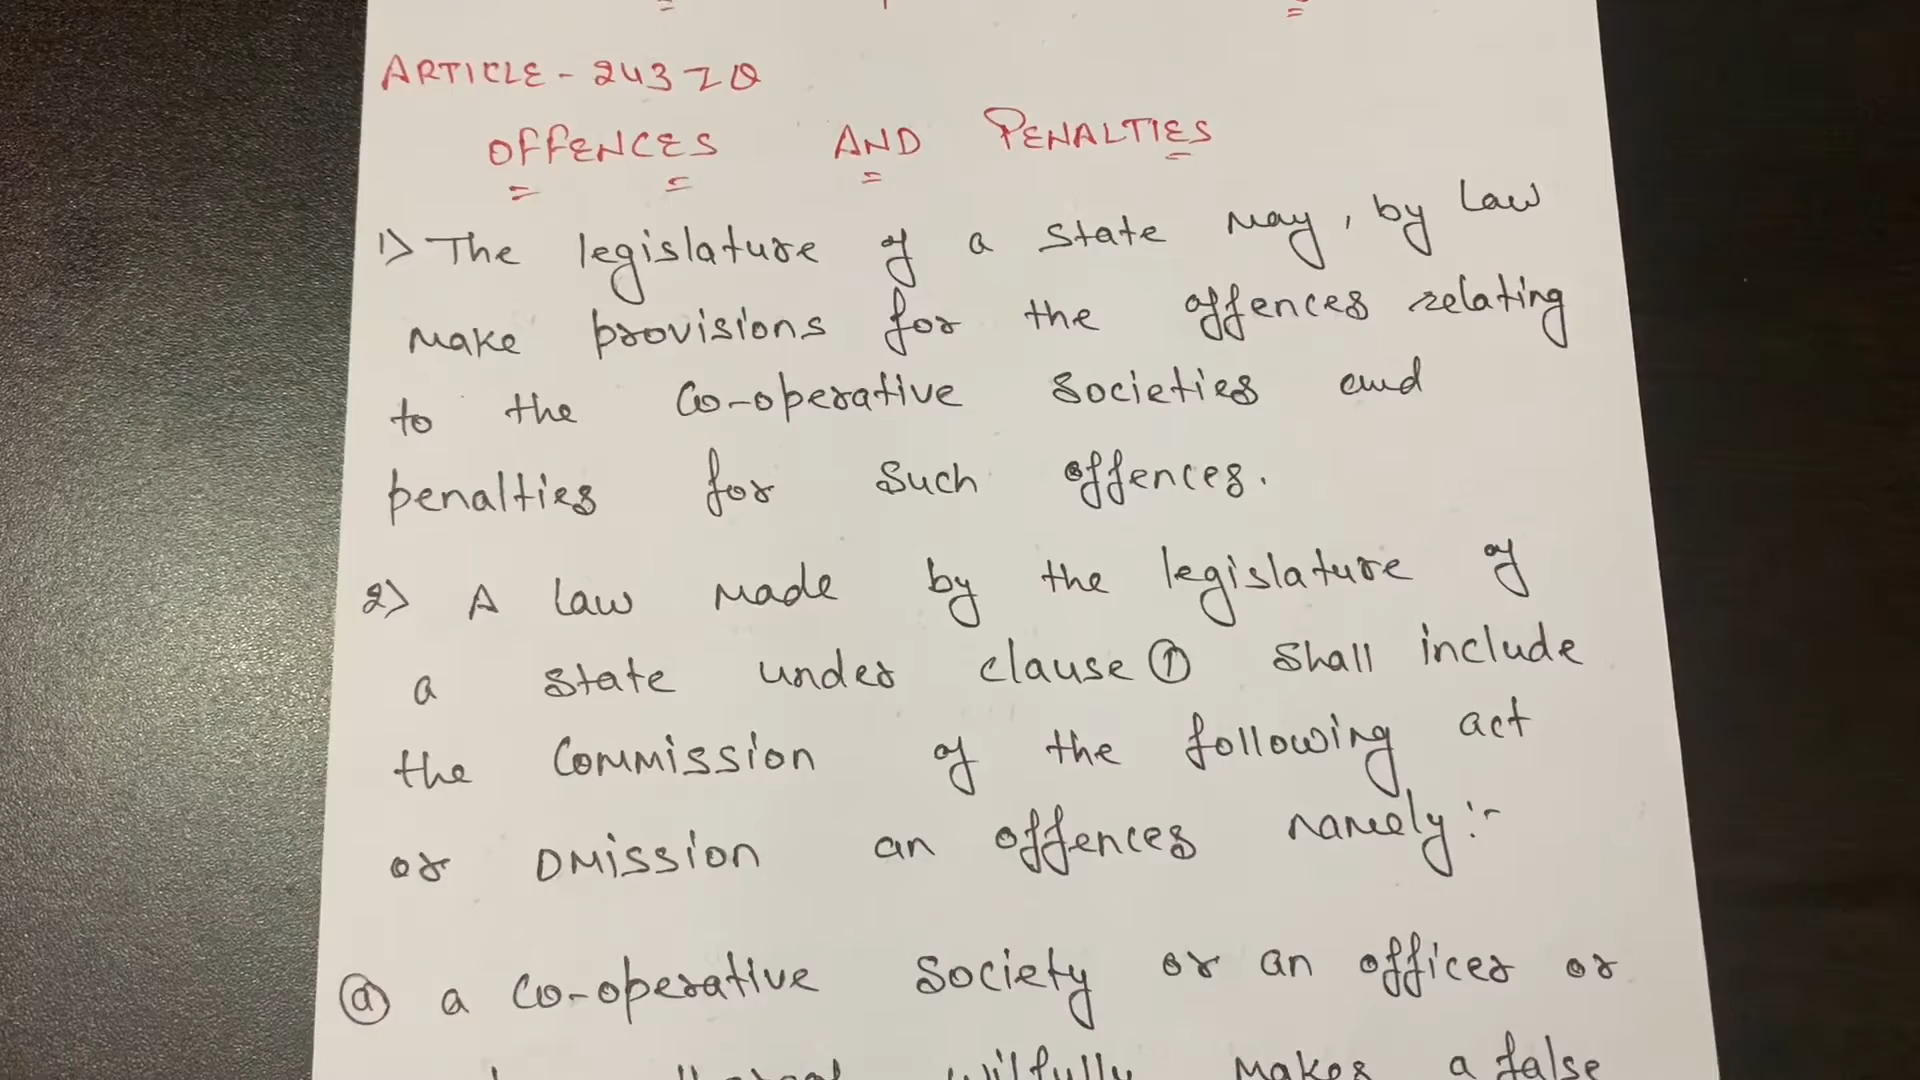 ARTICLE - 243 ZQ
OFFENCES AND PENALTIES
1) The legislature of a state may, by law
make provisions for the offences relating
to the co-operative societies and
penalties for such offences.
2) A law made by the legislature of
a state under clause ① shall include
the commission of the following act
or omission an offences namely :-
ⓐ a co-operative society or an officer or
wilfully makes a false